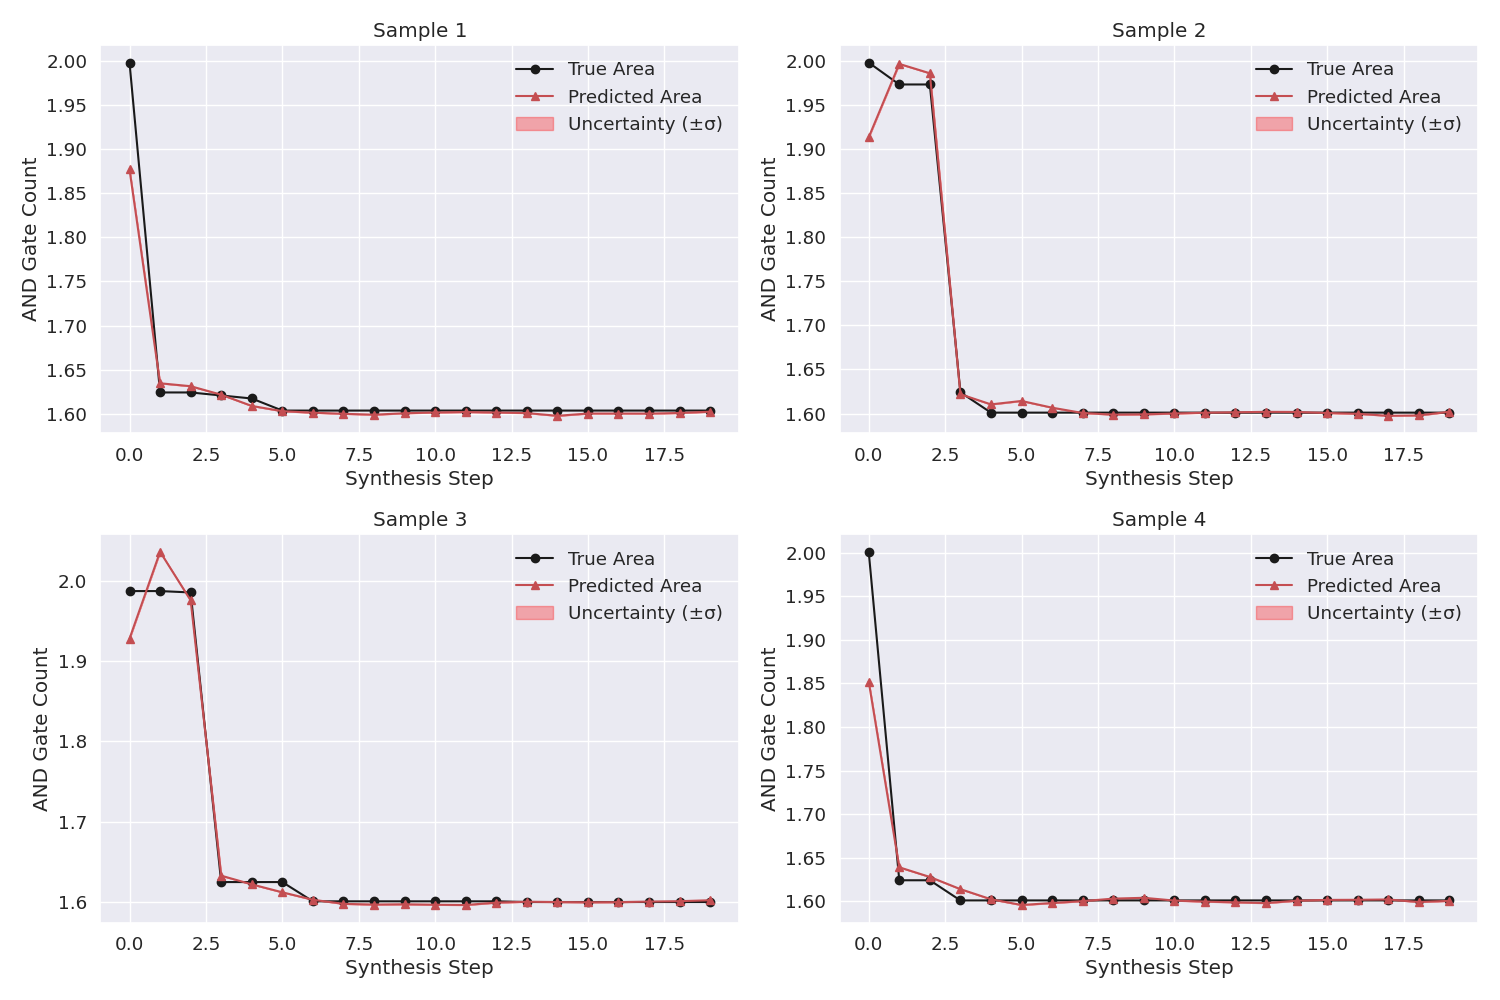 Sample 1
True Area
Predicted Area
Uncertainty (±σ)
AND Gate Count
2.00
1.95
1.90
1.85
1.80
1.75
1.70
1.65
1.60
0.0 2.5 5.0 7.5 10.0 12.5 15.0 17.5
Synthesis Step
Sample 2
True Area
Predicted Area
Uncertainty (±σ)
AND Gate Count
2.00
1.95
1.90
1.85
1.80
1.75
1.70
1.65
1.60
0.0 2.5 5.0 7.5 10.0 12.5 15.0 17.5
Synthesis Step
Sample 3
True Area
Predicted Area
Uncertainty (±σ)
AND Gate Count
2.0
1.9
1.8
1.7
1.6
0.0 2.5 5.0 7.5 10.0 12.5 15.0 17.5
Synthesis Step
Sample 4
True Area
Predicted Area
Uncertainty (±σ)
AND Gate Count
2.00
1.95
1.90
1.85
1.80
1.75
1.70
1.65
1.60
0.0 2.5 5.0 7.5 10.0 12.5 15.0 17.5
Synthesis Step